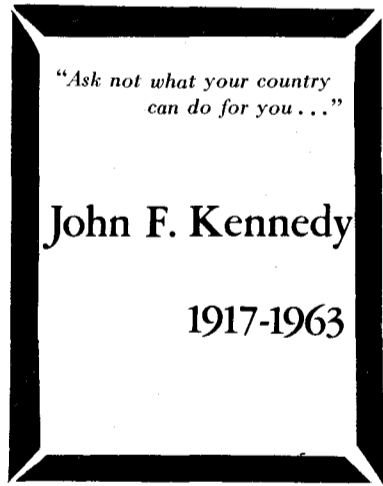 “Ask not what your country
can do for you . . .”
John F. Kennedy
1917-1963